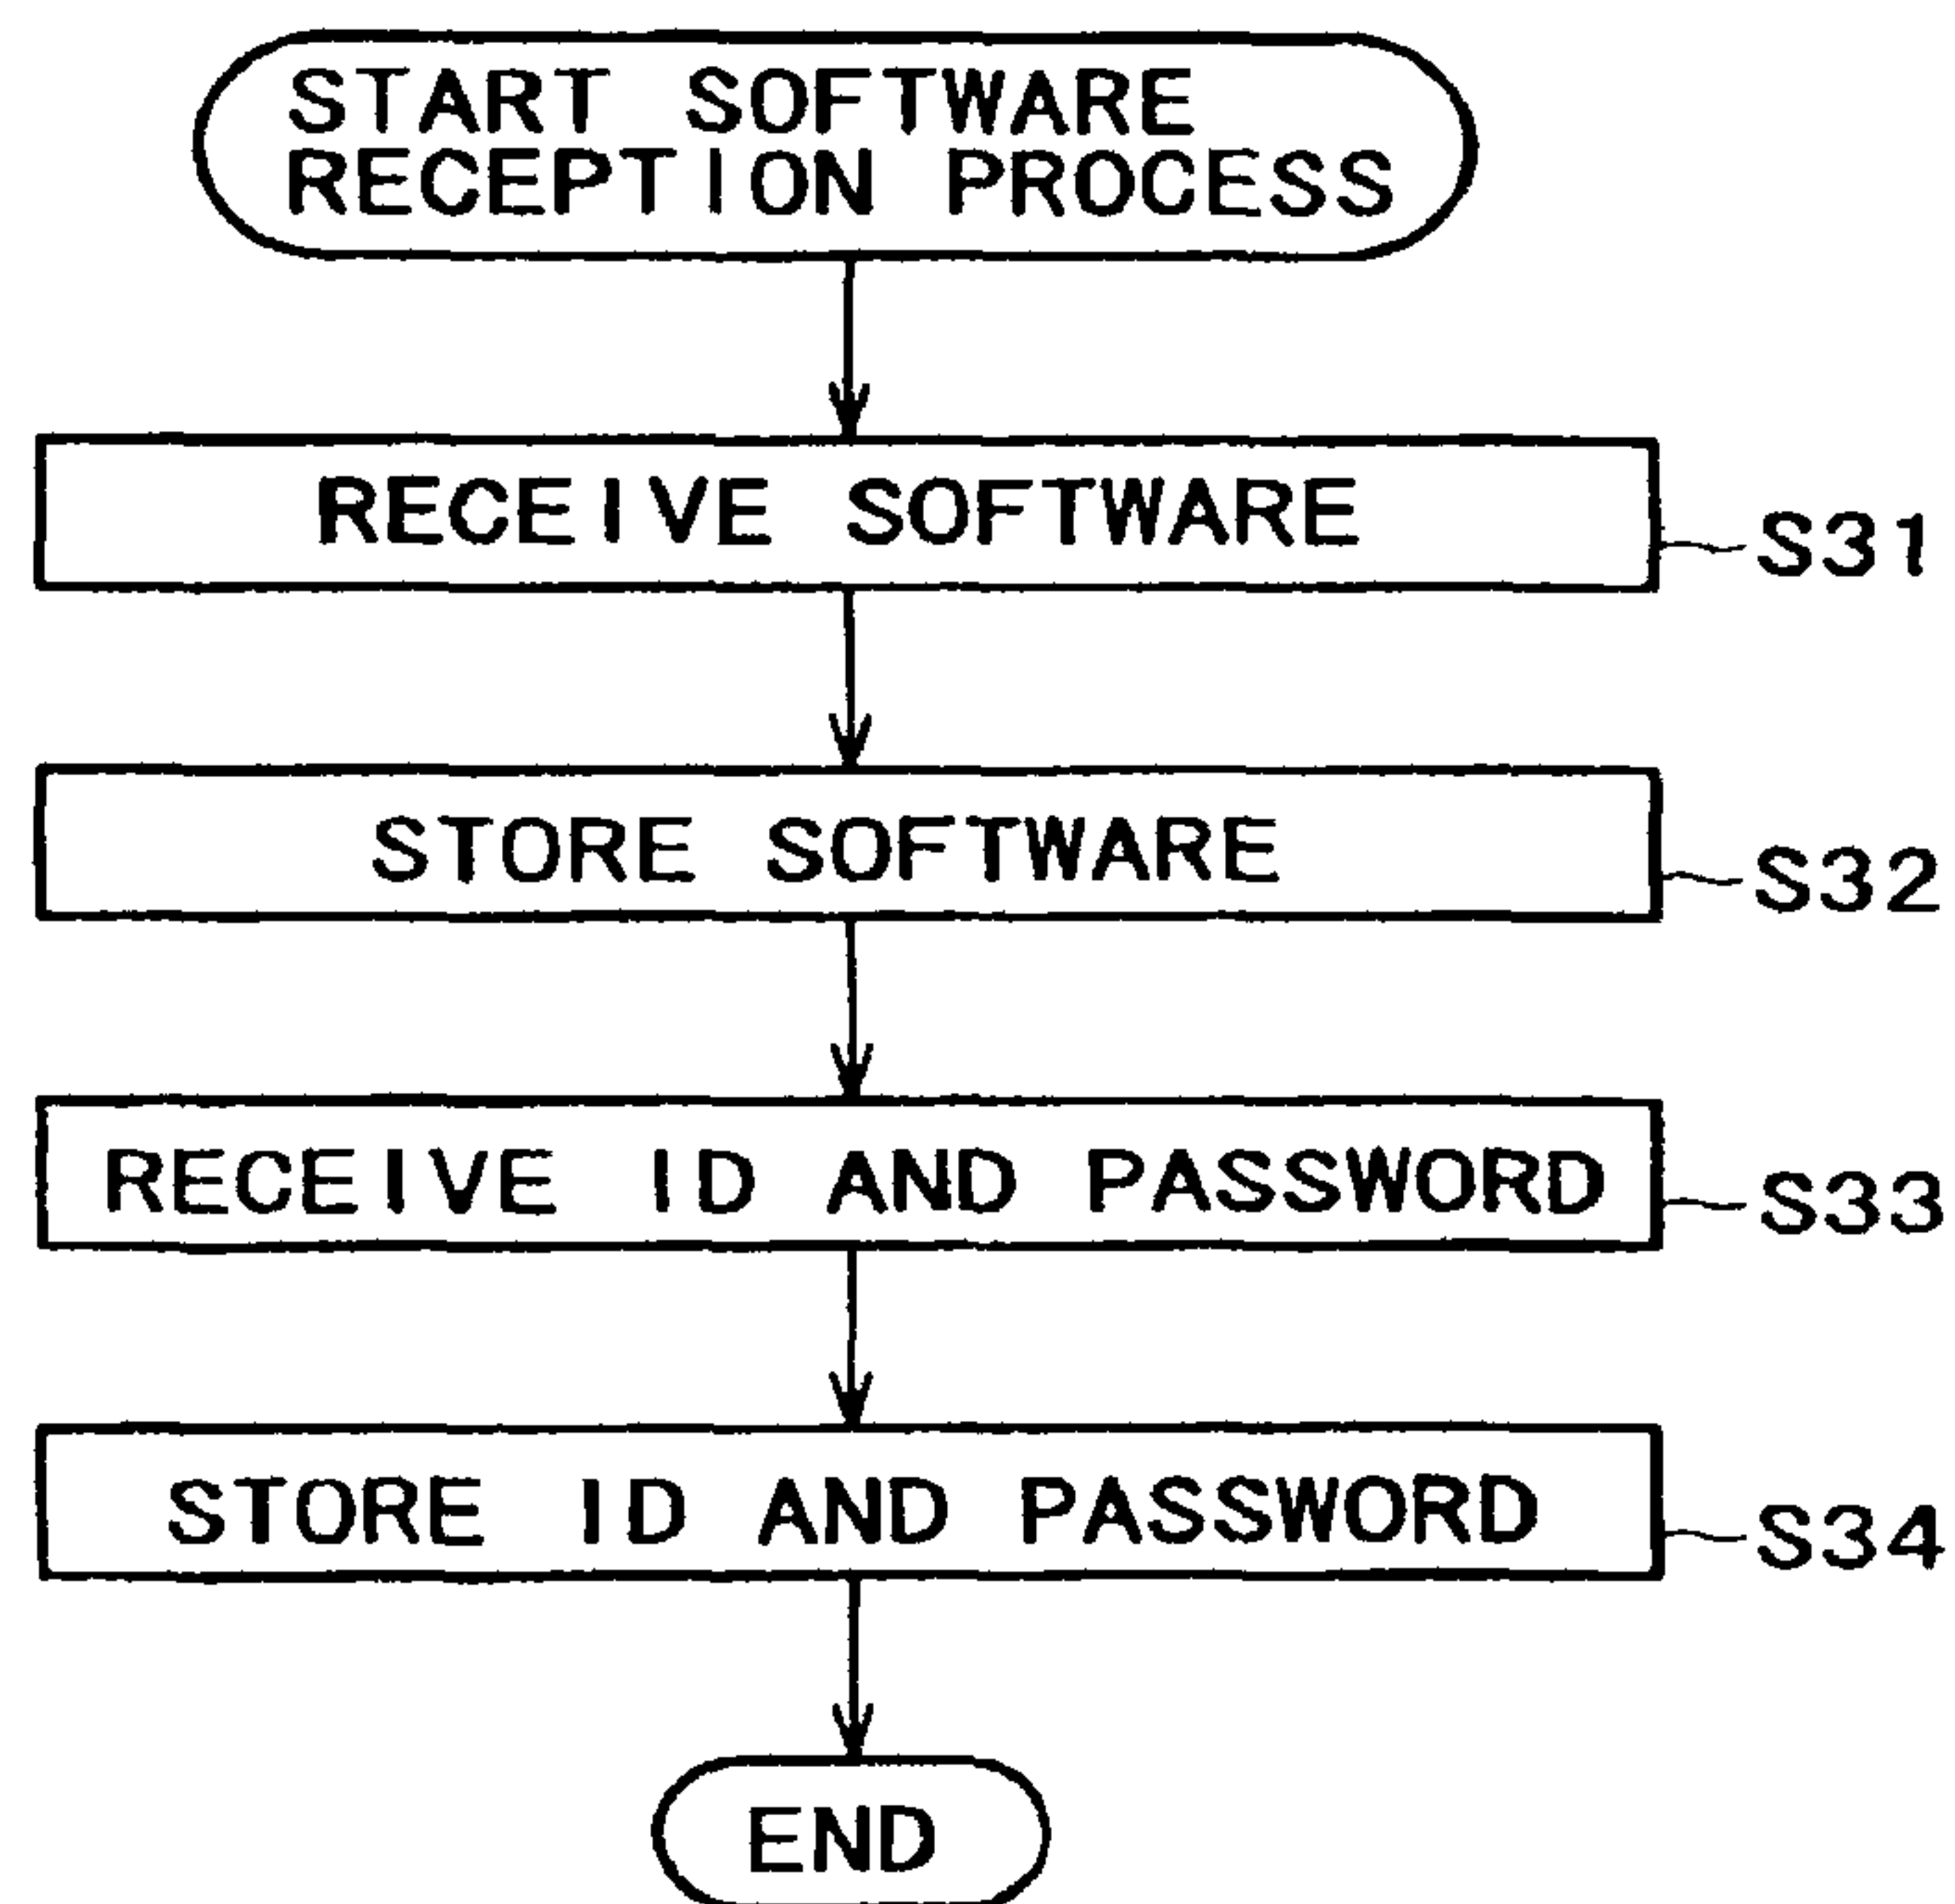 START SOFTWARE
RECEPTION PROCESS
RECEIVE SOFTWARE
S31
STORE SOFTWARE
S32
RECEIVE ID AND PASSWORD
S33
STORE ID AND PASSWORD
S34
END